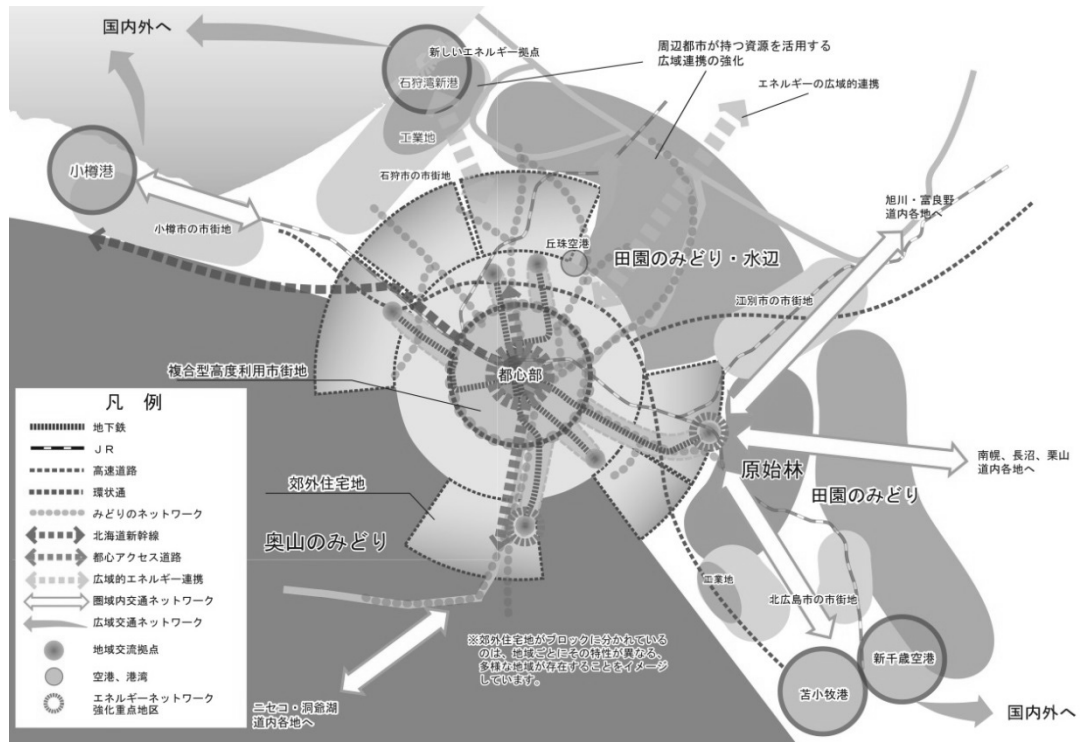 国内外へ
新しいエネルギー拠点
石狩湾新港
周辺都市が持つ資源を活用する
広域連携の強化
エネルギーの広域的連携
工業地
小樽港
石狩市の市街地
小樽市の市街地
旭川・富良野
道内各地へ
丘珠空港
田園のみどり・水辺
江別市の市街地
複合型高度利用市街地
都心部
凡 例
地下鉄
JR
高速道路
環状通
みどりのネットワーク
北海道新幹線
都心アクセス道路
広域的エネルギー連携
圏域内交通ネットワーク
広域交通ネットワーク
地域交流拠点
空港、港湾
エネルギーネットワーク
強化重点地区
郊外住宅地
奥山のみどり
原始林
田園のみどり
南幌、長沼、栗山
道内各地へ
工業地
北広島市の市街地
※郊外住宅地がブロックに分かれている
のは、地域ごとにその特性が異なる、
多様な地域が存在することをイメージ
しています。
新千歳空港
苫小牧港
国内外へ
ニセコ・洞爺湖
道内各地へ